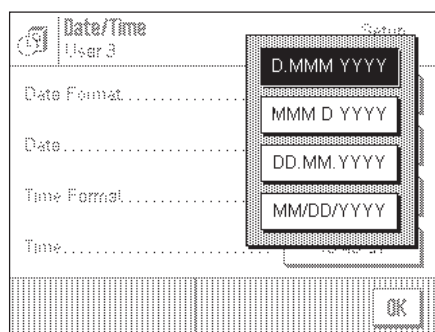 Date/Time
Setup
User 3
D.MMM YYYY
Date Format
MMM D YYYY
Date
DD.MM.YYYY
Time Format
MM/DD/YYYY
Time
OK